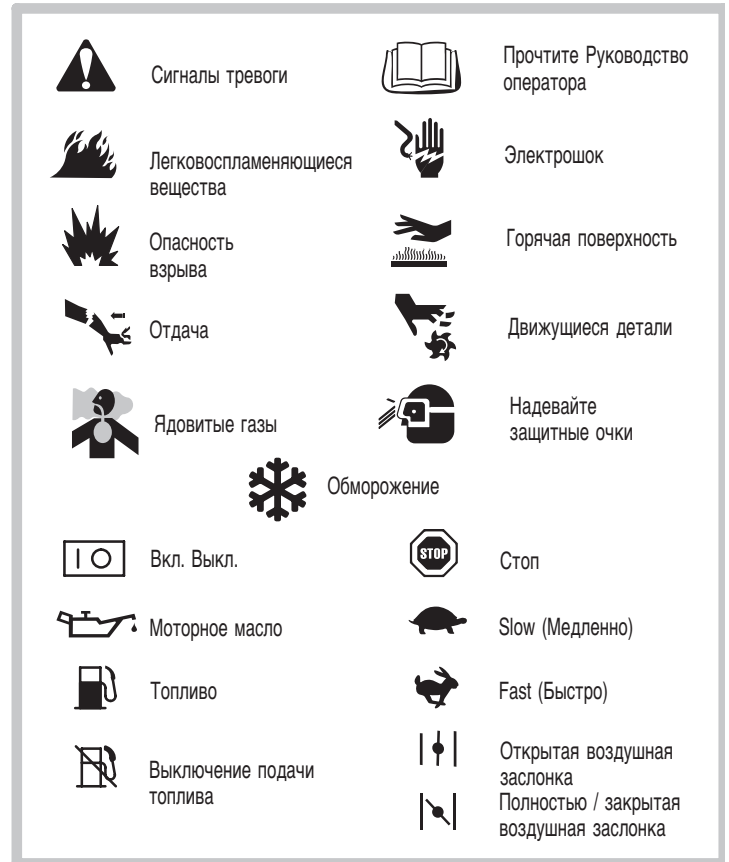 Сигналы тревоги
Прочтите Руководство
оператора
Легковоспламеняющиеся
вещества
Электрошок
Опасность
взрыва
Горячая поверхность
Отдача
Движущиеся детали
Ядовитые газы
Надевайте
защитные очки
Обморожение
Вкл. Выкл.
STOP
Стоп
Моторное масло
Slow (Медленно)
Топливо
Fast (Быстро)
Выключение подачи
топлива
Открытая воздушная
заслонка
Полностью / закрытая
воздушная заслонка